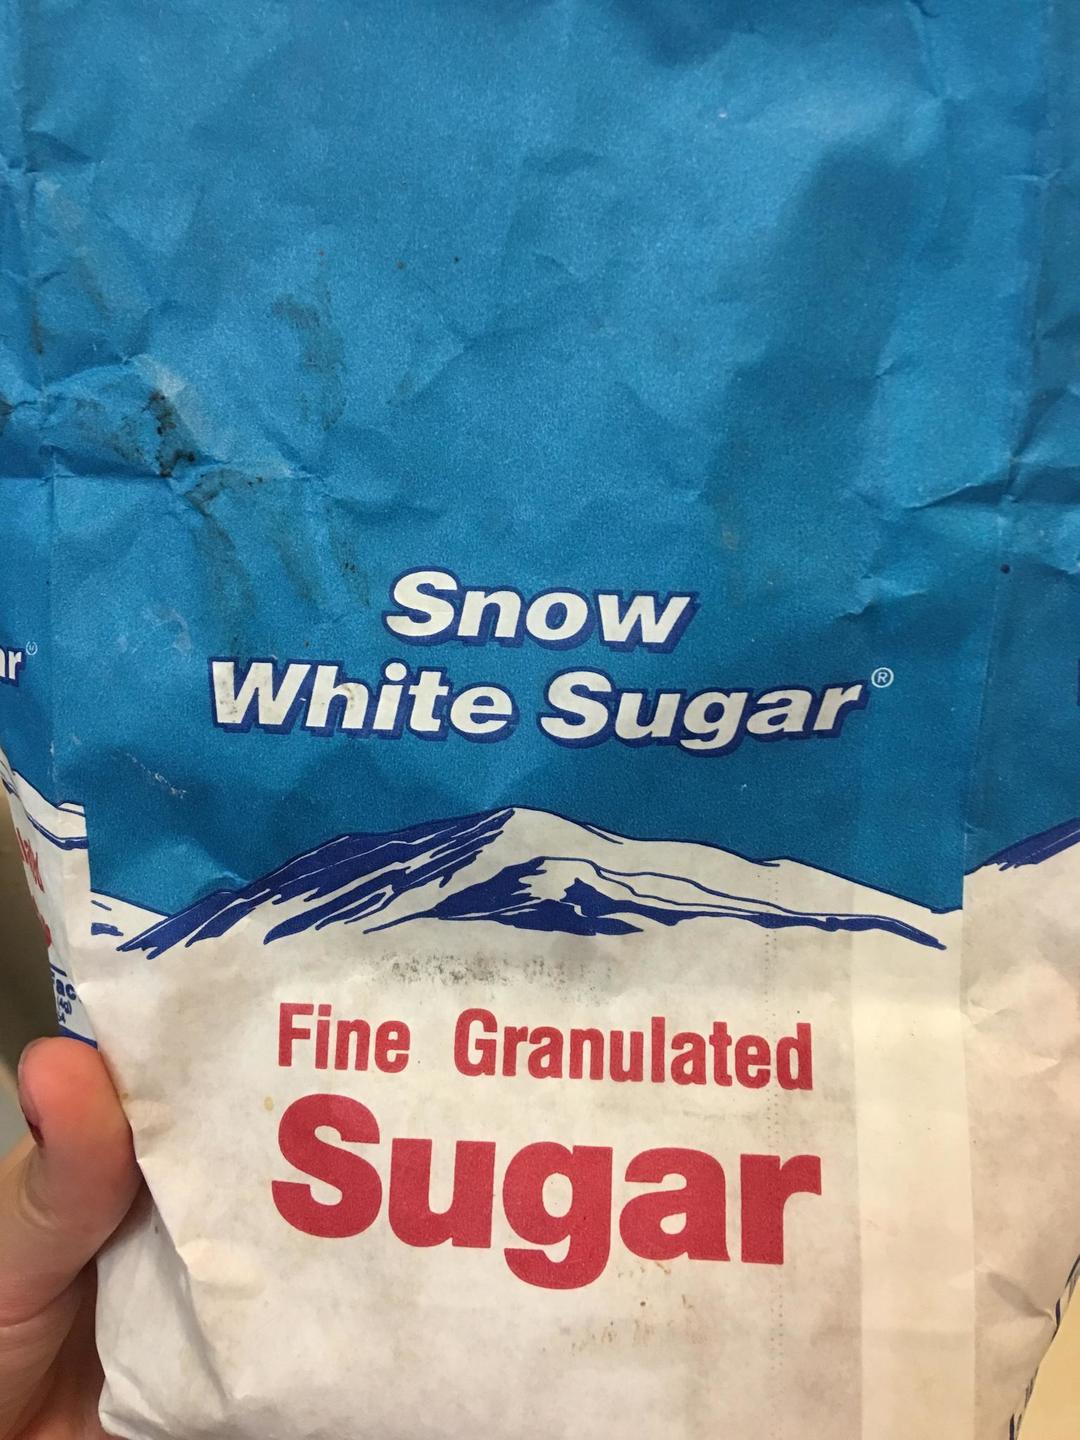 Snow
White Sugar®
Fine Granulated
Sugar